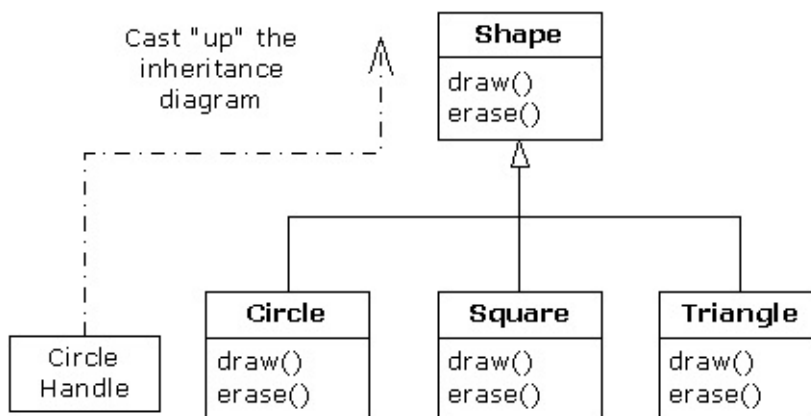 Cast "up" the
inheritance
diagram
Shape
draw()
erase()
Circle
Handle
Circle
draw()
erase()
Square
draw()
erase()
Triangle
draw()
erase()